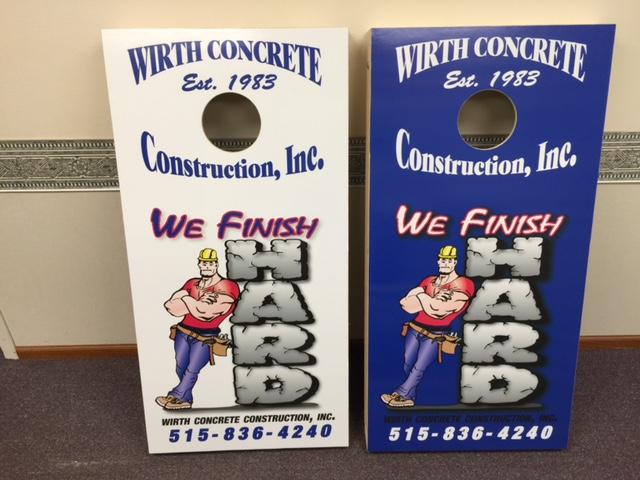 WIRTH CONCRETE
Est. 1983
Construction, Inc.
WE FINISH
HARD
WIRTH CONCRETE CONSTRUCTION, INC.
515-836-4240
WIRTH CONCRETE
Est. 1983
Construction, Inc.
WE FINISH
HARD
WIRTH CONCRETE CONSTRUCTION, INC.
515-836-4240